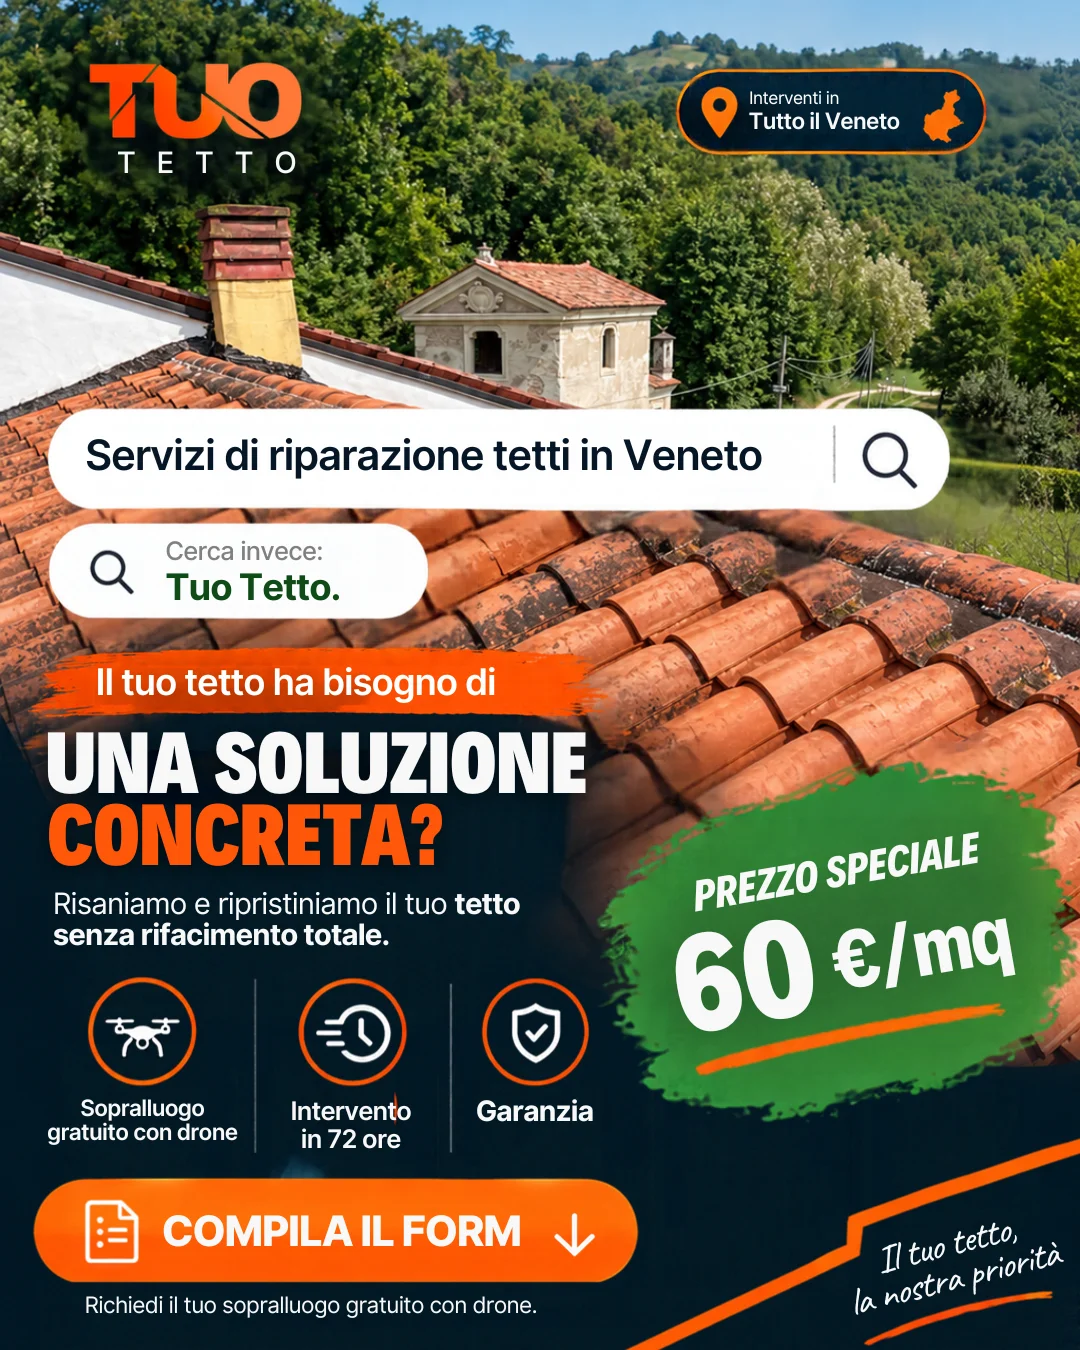 TUO
TETTO
Interventi in
Tutto il Veneto
Servizi di riparazione tetti in Veneto
Cerca invece:
Tuo Tetto.
Il tuo tetto ha bisogno di
UNA SOLUZIONE
CONCRETA?
Risaniamo e ripristiniamo il tuo tetto
senza rifacimento totale.
PREZZO SPECIALE
60 €/mq
Sopralluogo
gratuito con drone
Intervento
in 72 ore
Garanzia
COMPILA IL FORM
Richiedi il tuo sopralluogo gratuito con drone.
Il tuo tetto,
la nostra priorità